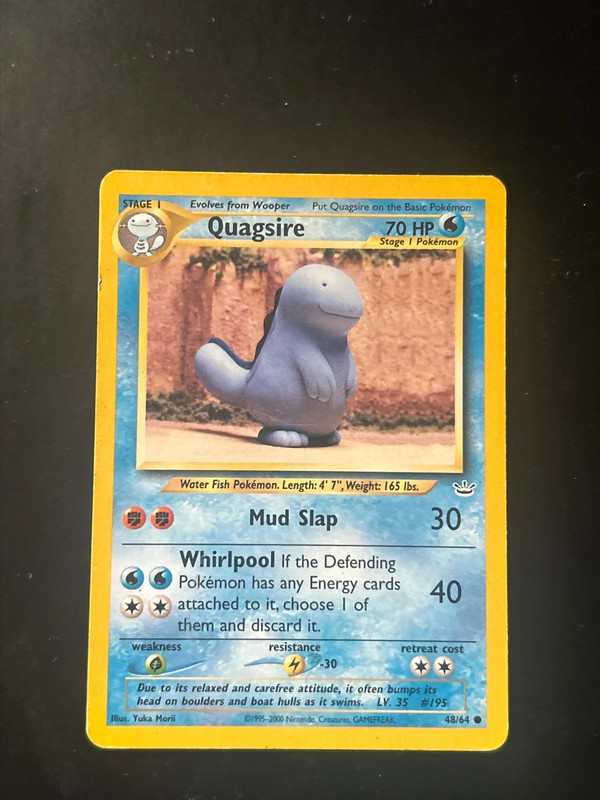 STAGE 1 Evolves from Wooper Put Quagsire on the Basic Pokémon
Quagsire 70 HP
Stage 1 Pokémon
Water Fish Pokémon. Length: 4' 7", Weight: 165 lbs.
Mud Slap 30
Whirlpool If the Defending
Pokémon has any Energy cards
attached to it, choose 1 of
them and discard it.
40
weakness resistance retreat cost
-30
Due to its relaxed and carefree attitude, it often bumps its
head on boulders and boat hulls as it swims. LV. 35 #195
Illus. Yuka Morii ©1995-2000 Nintendo, Creatures, GAMEFREAK. 48/64